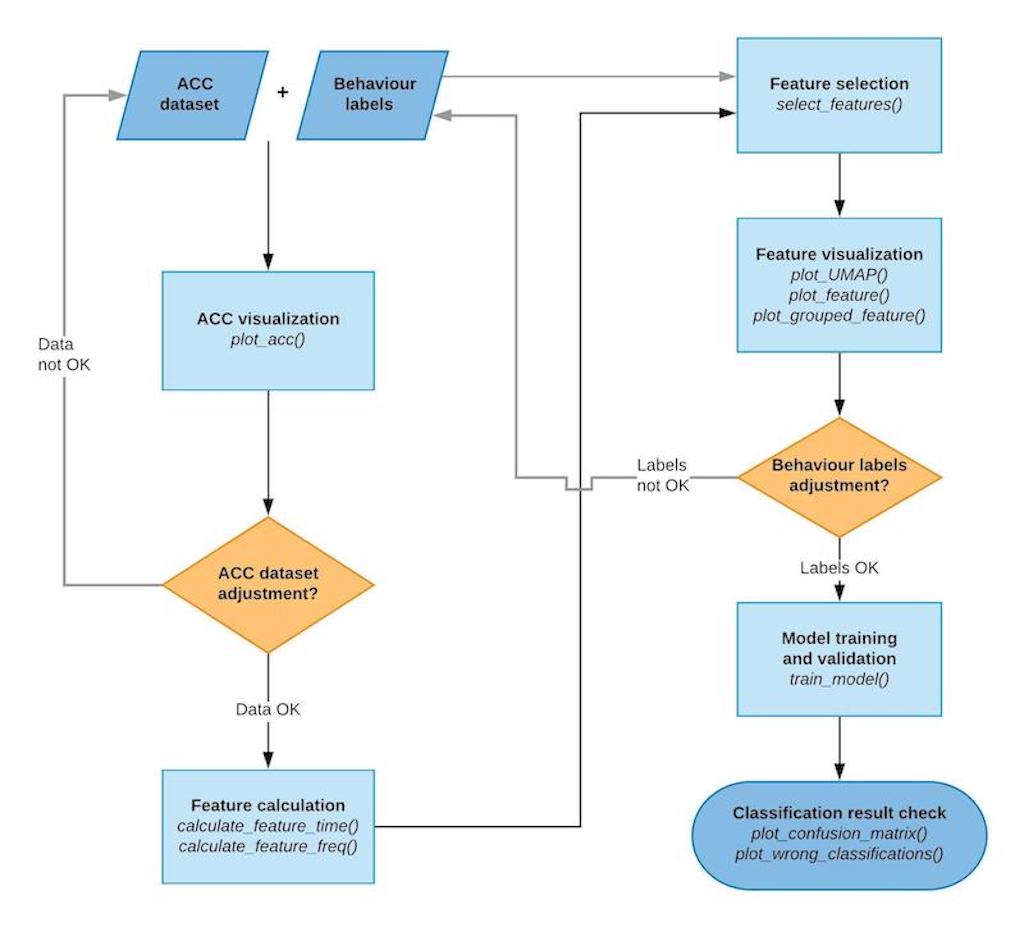 ACC
dataset
+
Behaviour
labels
ACC visualization
plot_acc()
Data
not OK
ACC dataset
adjustment?
Data OK
Feature calculation
calculate_feature_time()
calculate_feature_freq()
Feature selection
select_features()
Feature visualization
plot_UMAP()
plot_feature()
plot_grouped_feature()
Behaviour labels
adjustment?
Labels
not OK
Labels OK
Model training
and validation
train_model()
Classification result check
plot_confusion_matrix()
plot_wrong_classifications()